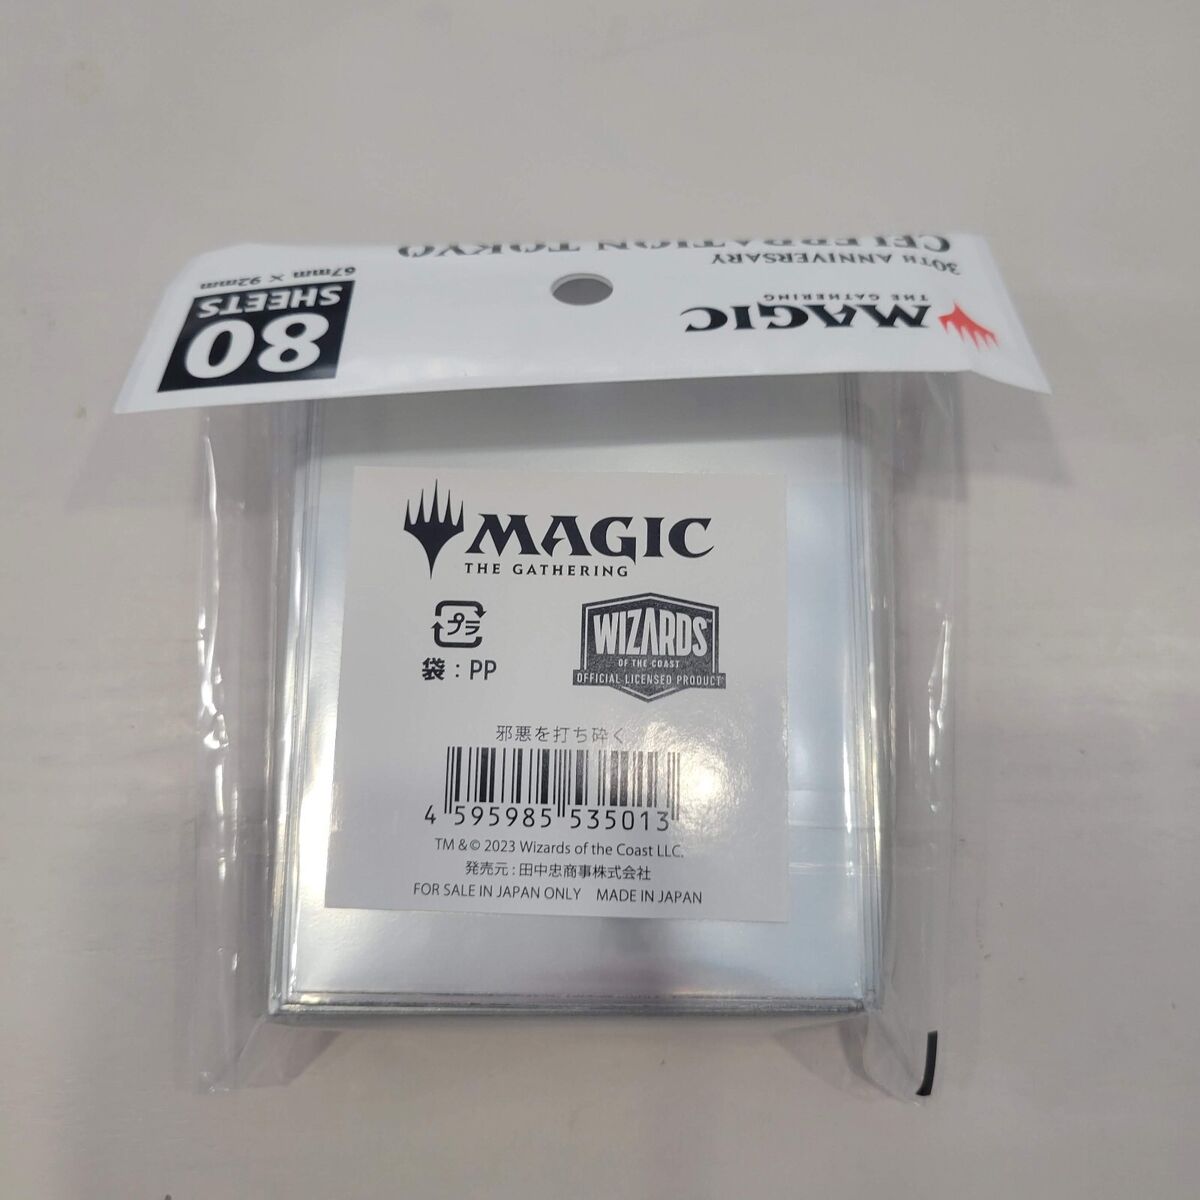 30TH ANNIVERSARY
CELEBRATION TOKYO
MAGIC
THE GATHERING
80
SHEETS
67mm × 92mm
MAGIC
THE GATHERING
プラ
袋 : PP
WIZARDS
OF THE COAST
OFFICIAL LICENSED PRODUCT
邪悪を打ち砕く
4 595985 535013
TM & © 2023 Wizards of the Coast LLC.
発売元 : 田中忠商事株式会社
FOR SALE IN JAPAN ONLY MADE IN JAPAN